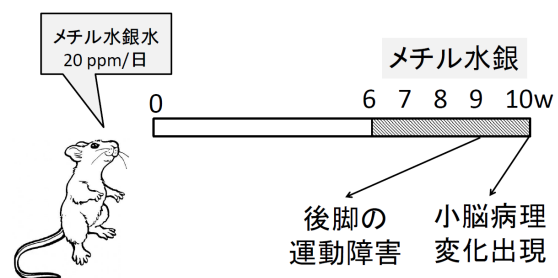 メチル水銀水
20 ppm/日
メチル水銀
0 6 7 8 9 10w
後脚の
運動障害
小脳病理
変化出現